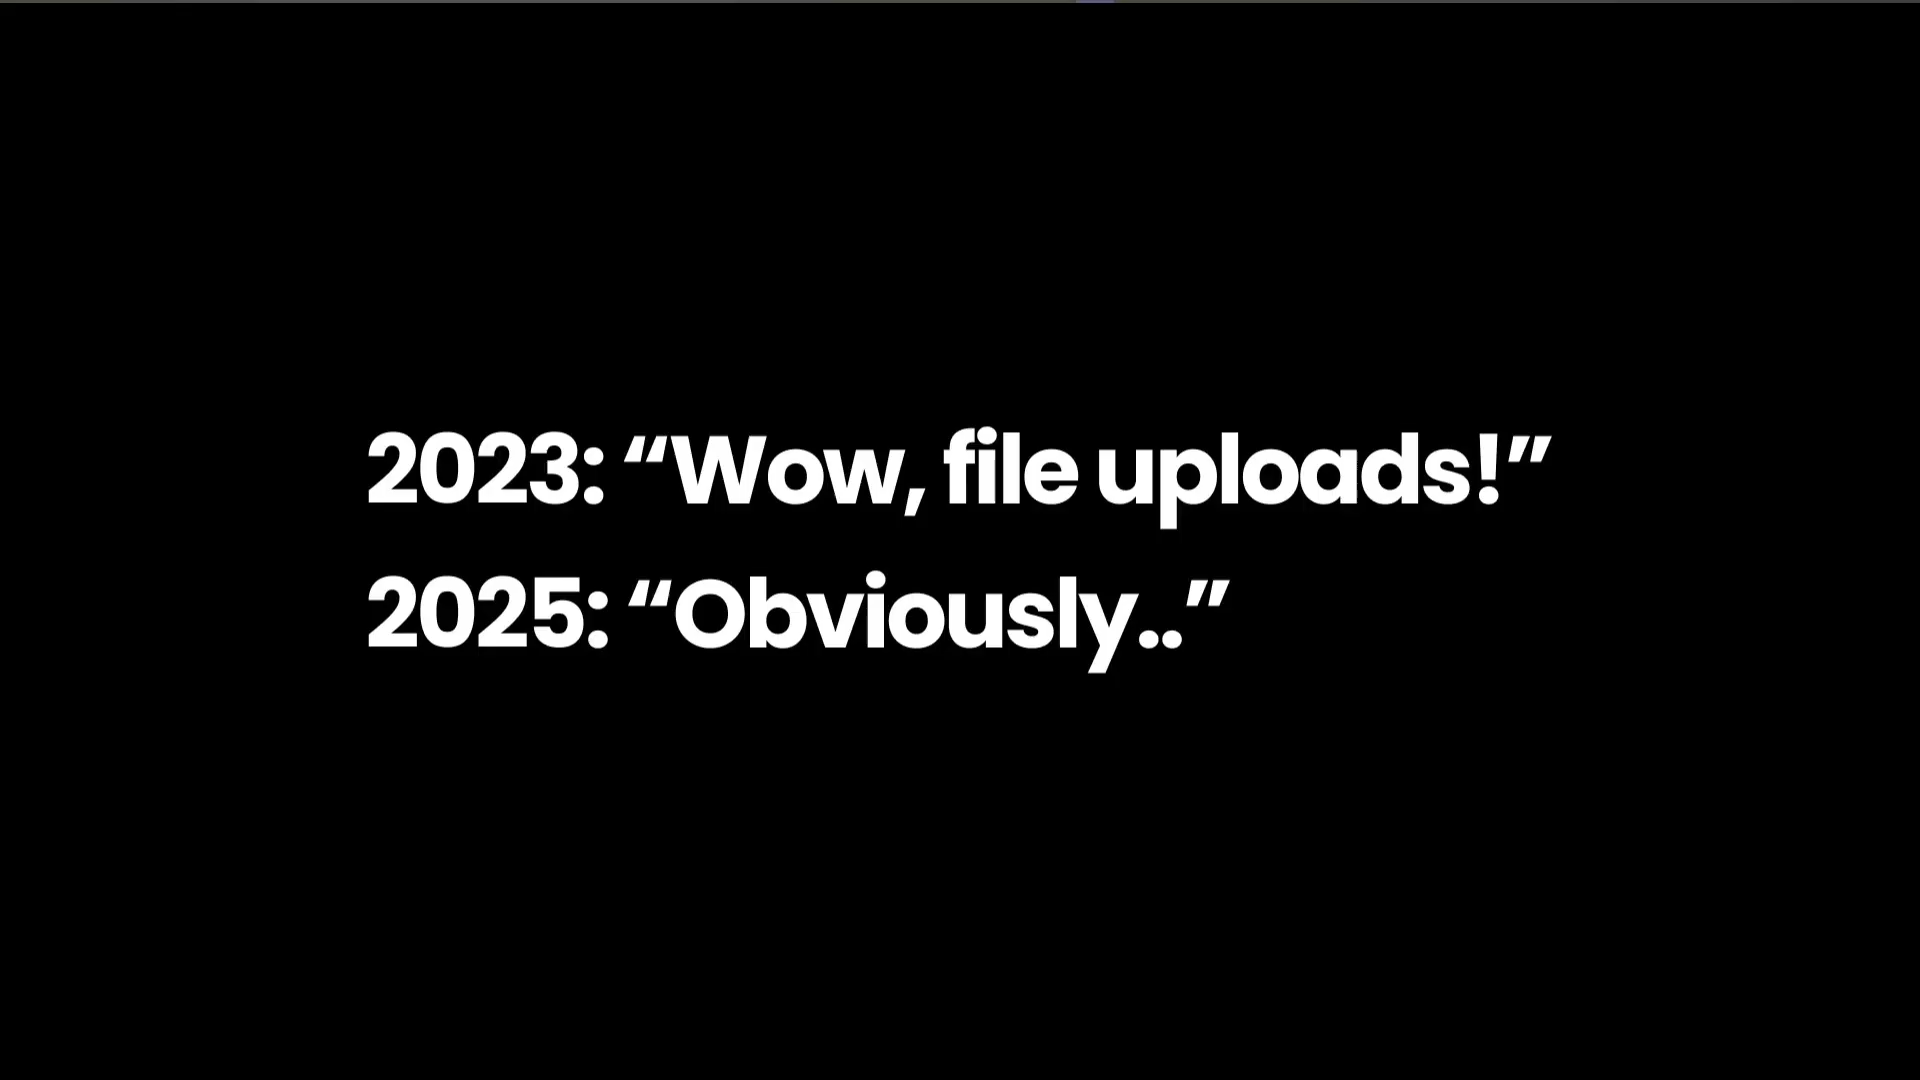 2023: “Wow, file uploads!”
2025: “Obviously..”